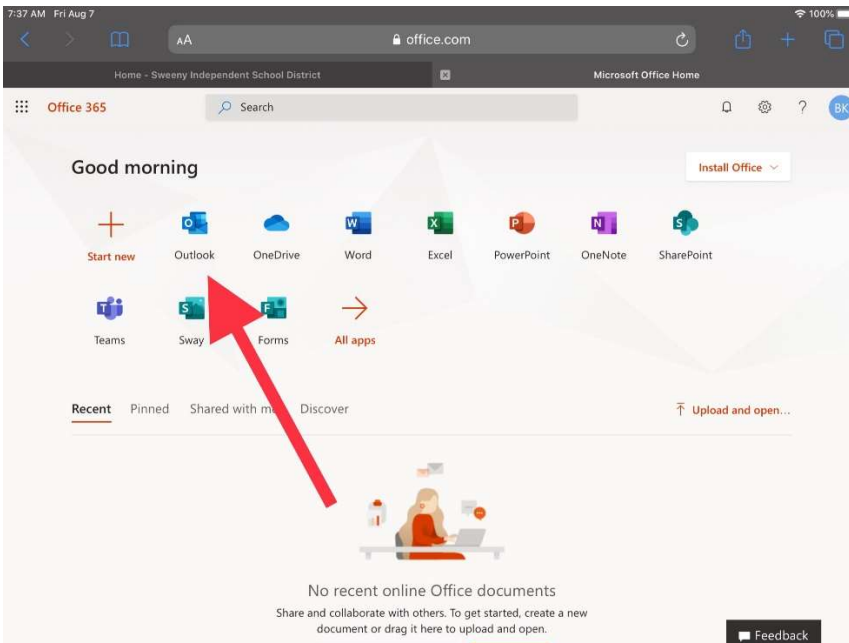 7:37 AM Fri Aug 7 100%
AA office.com
Home - Sweeny Independent School District Microsoft Office Home
Office 365 Search ? BK
Good morning Install Office
Start new Outlook OneDrive Word Excel PowerPoint OneNote SharePoint
Teams Sway Forms All apps
Recent Pinned Shared with me Discover Upload and open...
No recent online Office documents
Share and collaborate with others. To get started, create a new
document or drag it here to upload and open.
Feedback